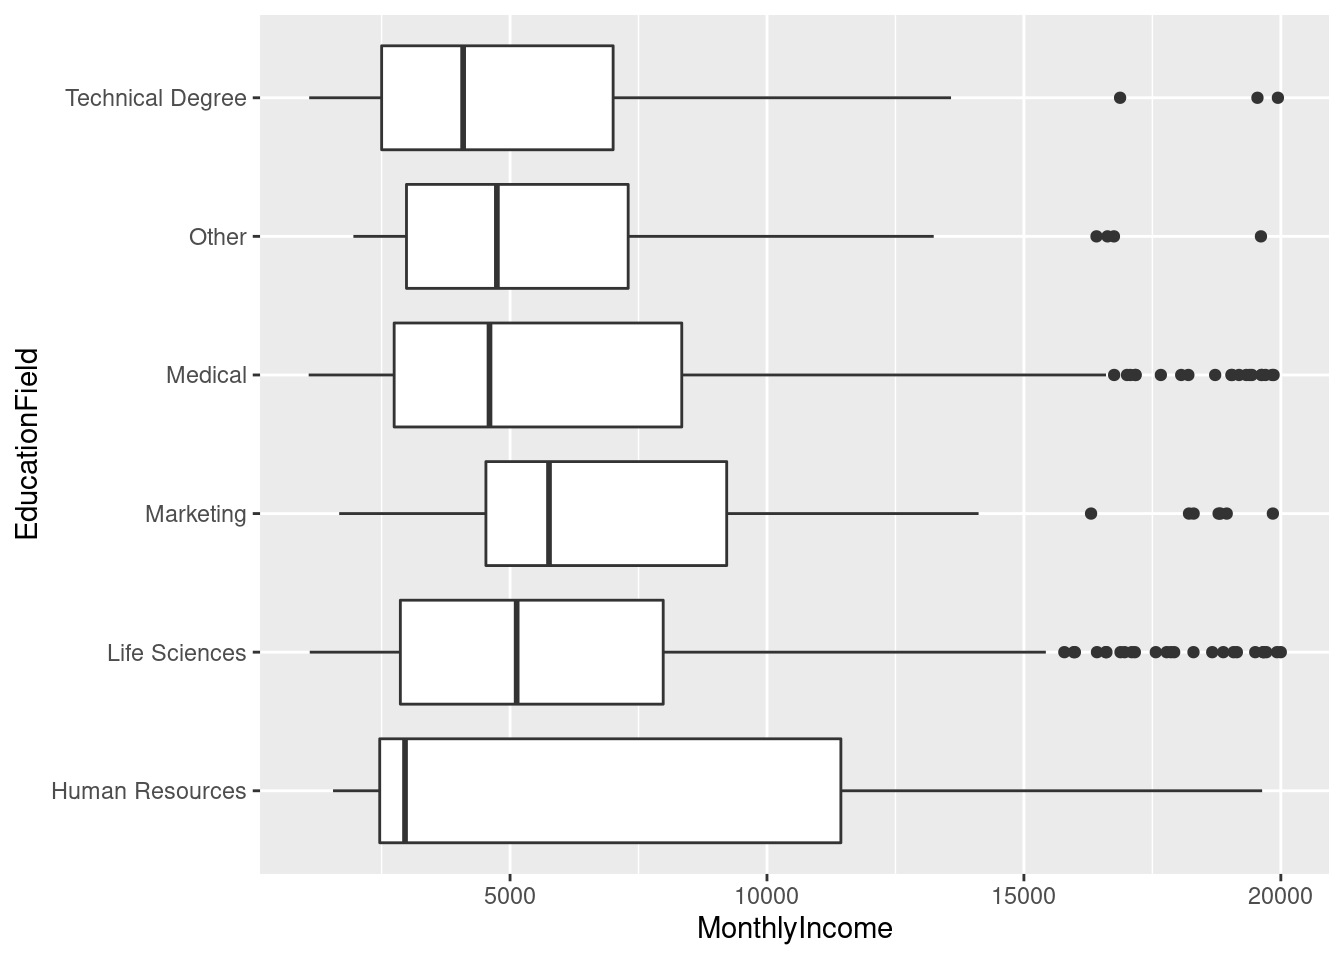 Technical Degree
Other
Medical
Marketing
Life Sciences
Human Resources
EducationField
5000
10000
15000
20000
MonthlyIncome